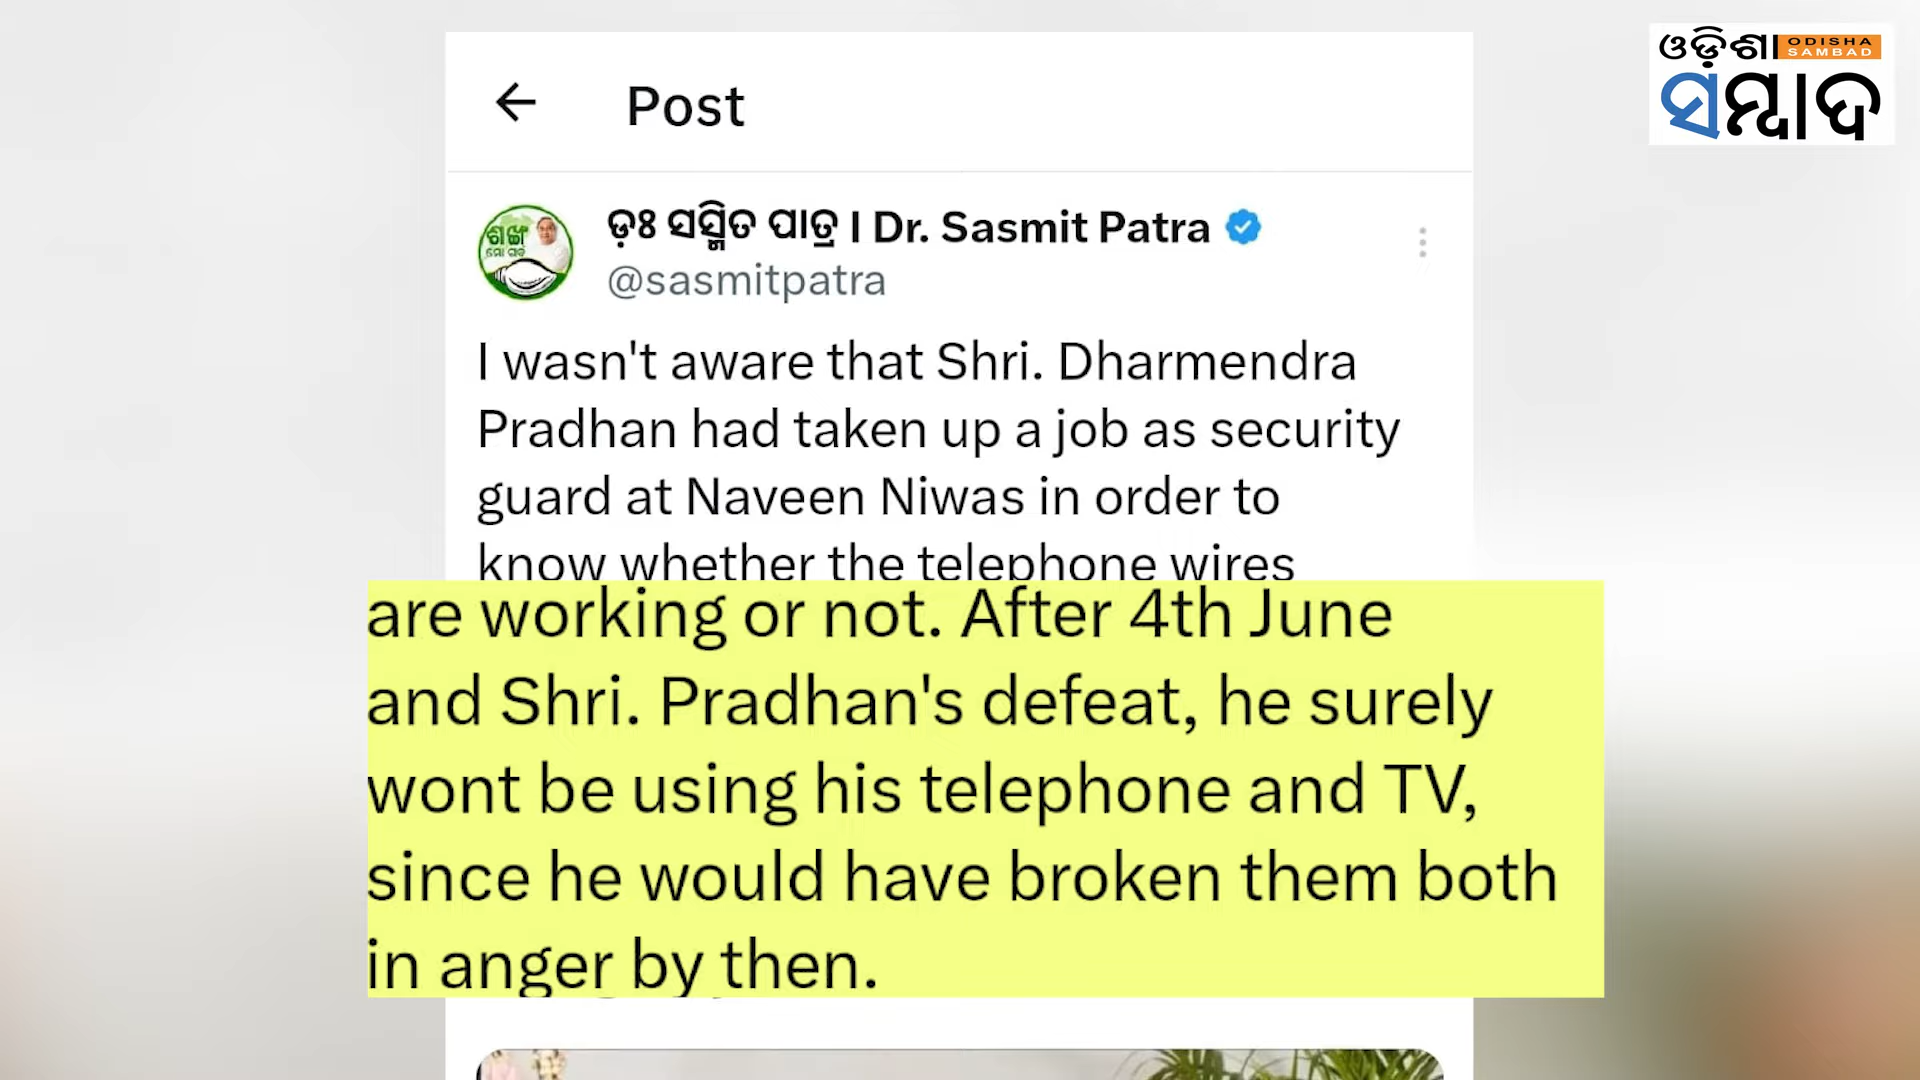 ଓଡ଼ିଶା ODISHA SAMBAD
ସମ୍ବାଦ
Post
ଶଙ୍ଖ
ଡ଼ଃ ସସ୍ମିତ ପାତ୍ର l Dr. Sasmit Patra
@sasmitpatra
I wasn't aware that Shri. Dharmendra
Pradhan had taken up a job as security
guard at Naveen Niwas in order to
know whether the telephone wires
are working or not. After 4th June
and Shri. Pradhan's defeat, he surely
wont be using his telephone and TV,
since he would have broken them both
in anger by then.